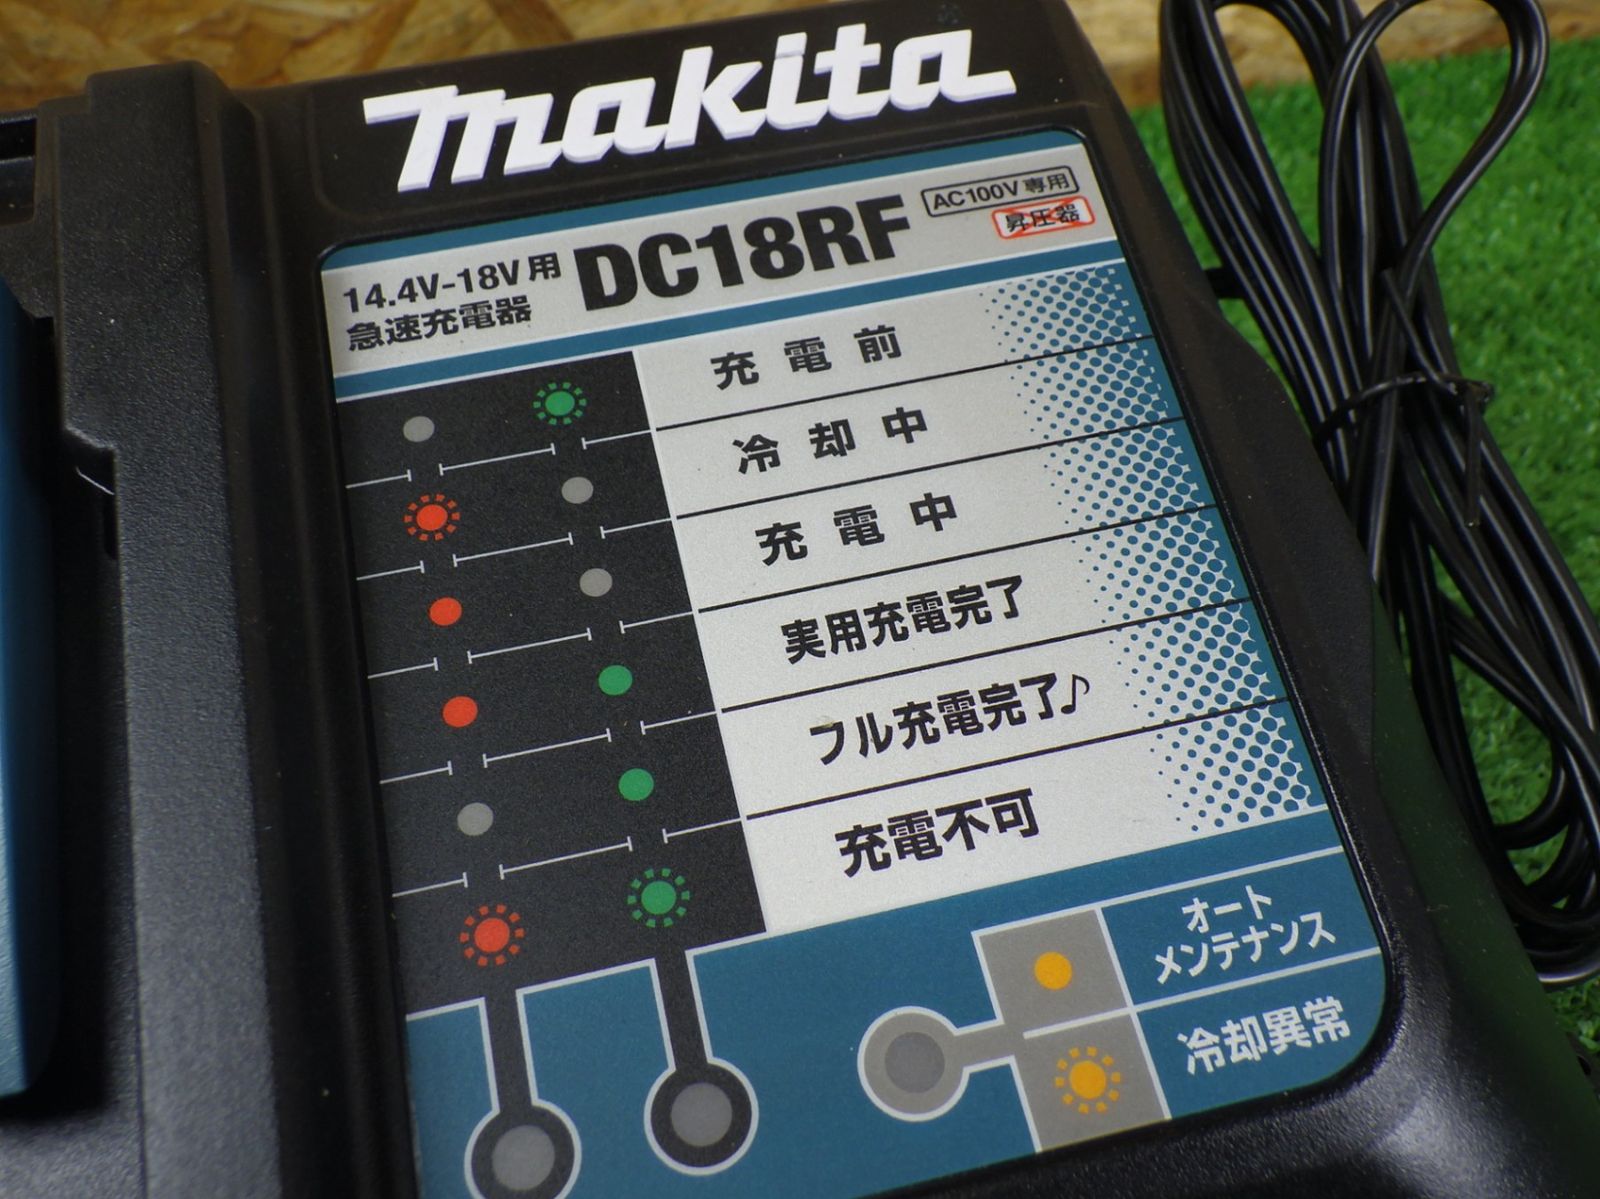 makita
14.4V-18V用
急速充電器
DC18RF
AC100V専用
昇圧器
充電前
冷却中
充電中
実用充電完了
フル充電完了♪
充電不可
オート
メンテナンス
冷却異常